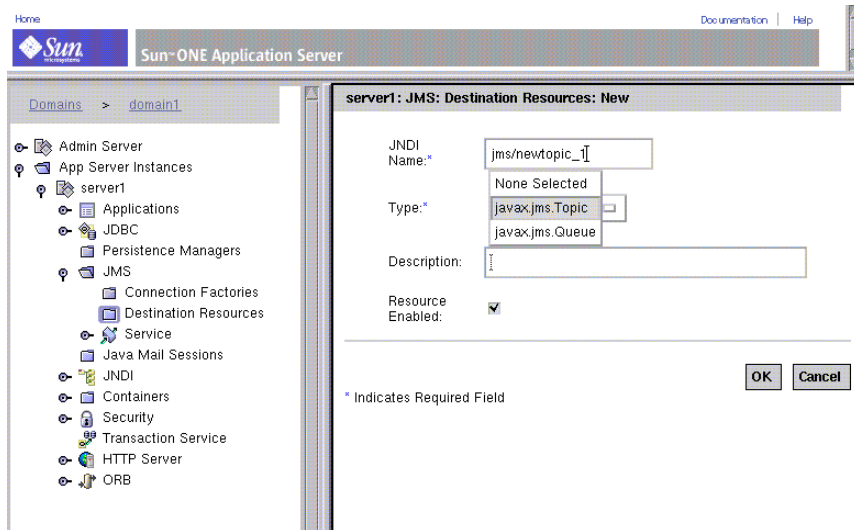 Home
Documentation | Help
Sun
microsystems
Sun™ONE Application Server
Domains > domain1
Admin Server
App Server Instances
server1
Applications
JDBC
Persistence Managers
JMS
Connection Factories
Destination Resources
Service
Java Mail Sessions
JNDI
Containers
Security
Transaction Service
HTTP Server
ORB
server1: JMS: Destination Resources: New
JNDI
Name:*
jms/newtopic_1
None Selected
Type:*
javax.jms.Topic
javax.jms.Queue
Description:
Resource
Enabled:
OK
Cancel
* Indicates Required Field